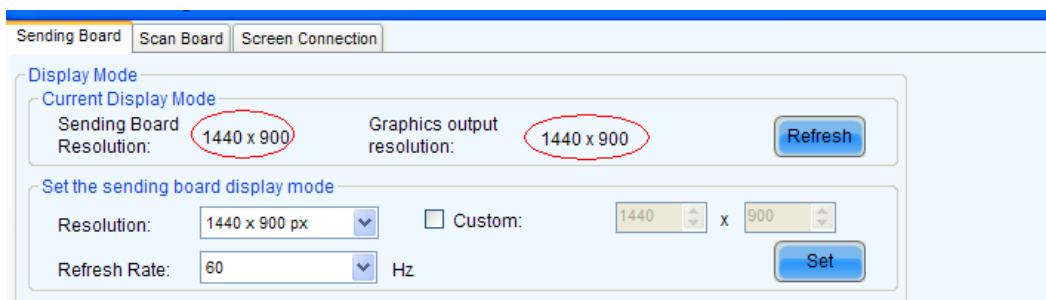 Sending Board Scan Board Screen Connection
Display Mode
Current Display Mode
Sending Board Resolution: 1440 x 900 Graphics output resolution: 1440 x 900 Refresh
Set the sending board display mode
Resolution: 1440 x 900 px Custom: 1440 x 900
Refresh Rate: 60 Hz Set